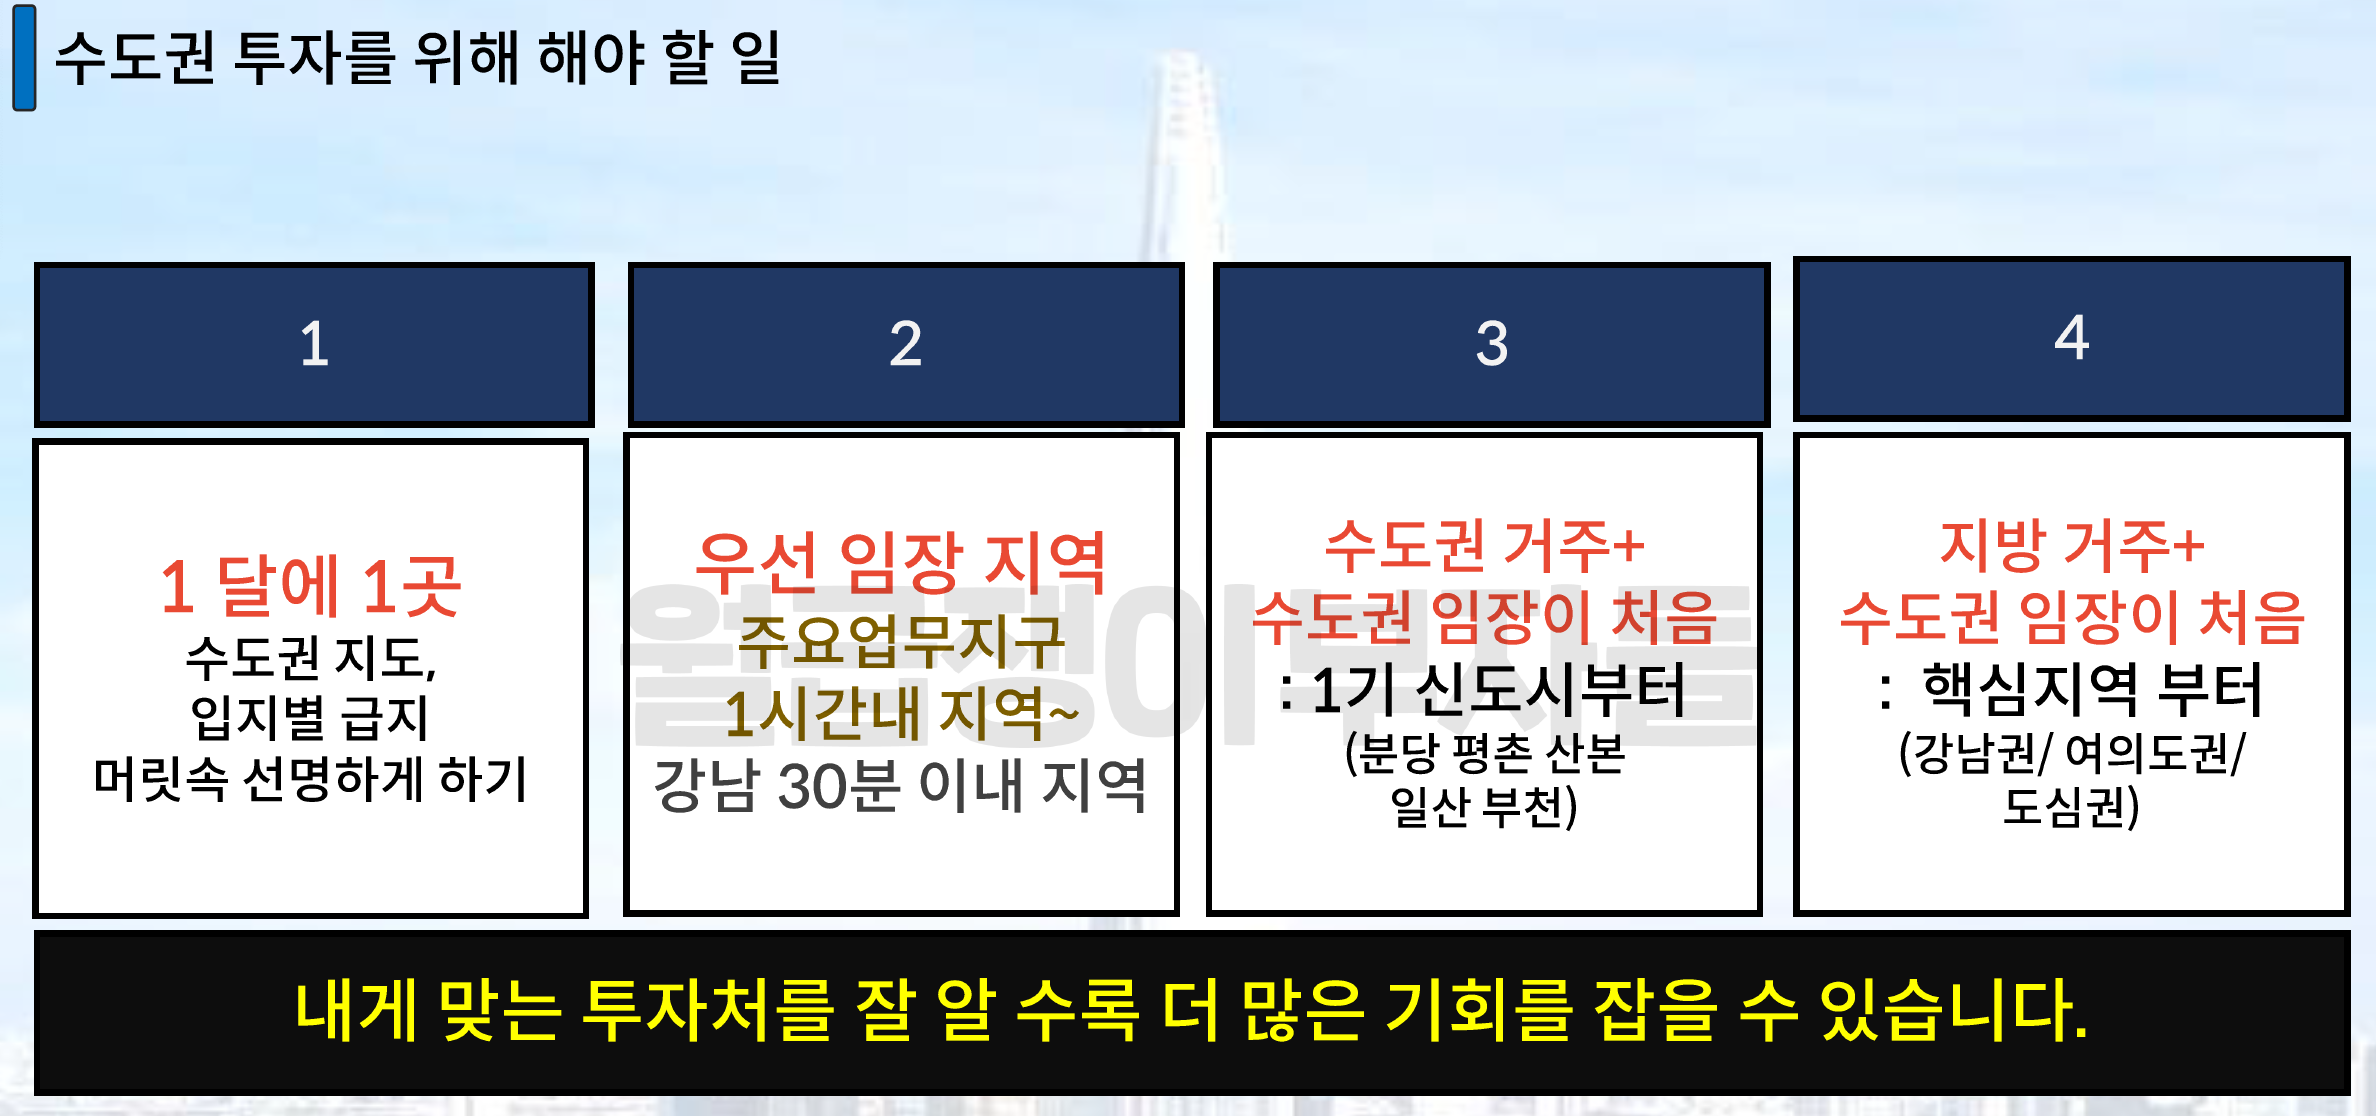 수도권 투자를 위해 해야 할 일
1
1 달에 1곳
수도권 지도,
입지별 급지
머릿속 선명하게 하기
2
우선 임장 지역
주요업무지구
1시간내 지역~
강남 30분 이내 지역
3
수도권 거주+
수도권 임장이 처음
: 1기 신도시부터
(분당 평촌 산본
일산 부천)
4
지방 거주+
수도권 임장이 처음
: 핵심지역 부터
(강남권/ 여의도권/
도심권)
월급쟁이부자들
내게 맞는 투자처를 잘 알 수록 더 많은 기회를 잡을 수 있습니다.